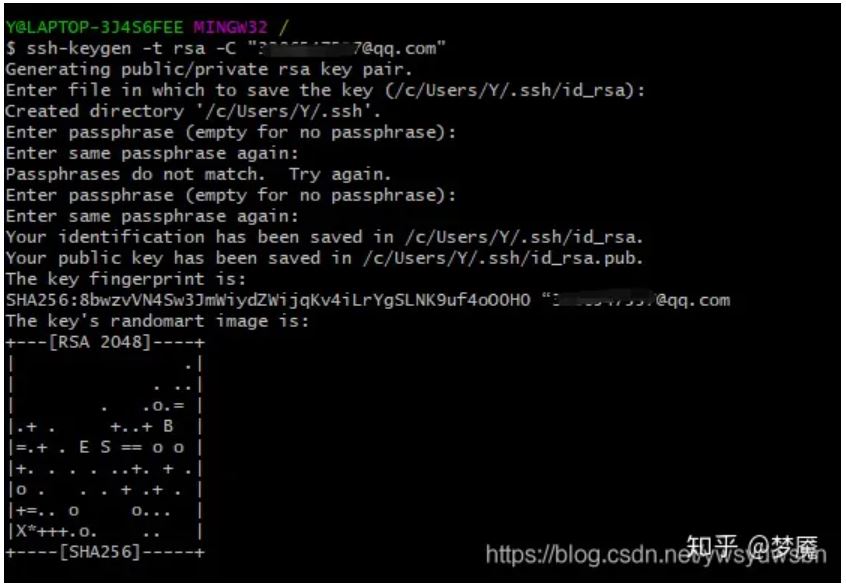 Y@LAPTOP-3J4S6FEE MINGW32 /
$ ssh-keygen -t rsa -C "7@qq.com"
Generating public/private rsa key pair.
Enter file in which to save the key (/c/Users/Y/.ssh/id_rsa):
Created directory '/c/Users/Y/.ssh'.
Enter passphrase (empty for no passphrase):
Enter same passphrase again:
Passphrases do not match.  Try again.
Enter passphrase (empty for no passphrase):
Enter same passphrase again:
Your identification has been saved in /c/Users/Y/.ssh/id_rsa.
Your public key has been saved in /c/Users/Y/.ssh/id_rsa.pub.
The key fingerprint is:
SHA256:8bwzvVN4Sw3JmWiydZWijqKv4iLrYgSLNK9uf4oOOHO “@qq.com
The key's randomart image is:
+---[RSA 2048]----+
|                .|
|             . ..|
|        .   .o.= |
|.+ .     +..+ B  |
|=.+ . E S == o o |
|+. . . . ..+. + .|
|o .   . . + .+ . |
|+=.. o     o...  |
|X*+++.o.    ..   |
+----[SHA256]-----+
知乎 @梦魇
https://blog.csdn.net/ywsydwsbn